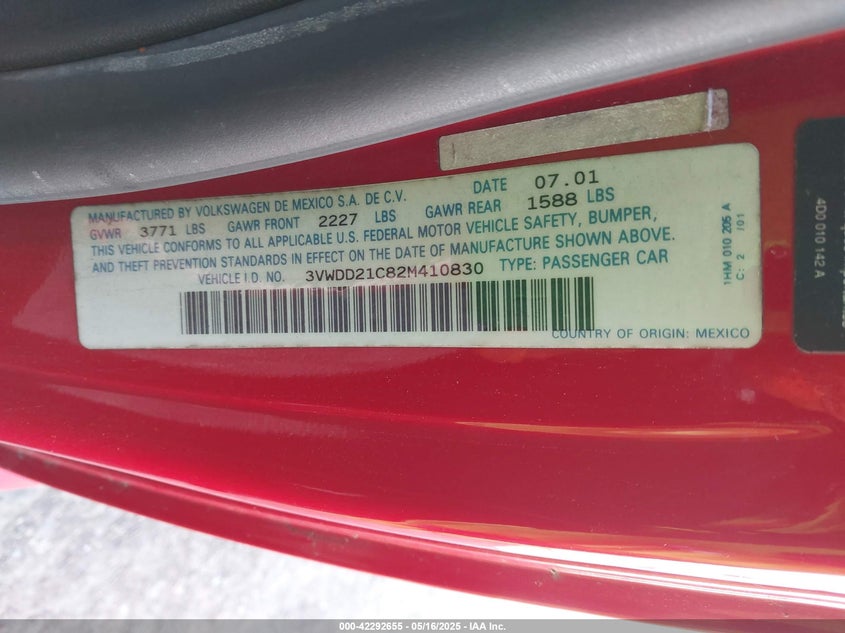 MANUFACTURED BY VOLKSWAGEN DE MEXICO S.A. DE C.V. DATE 07.01
GVWR 3771 LBS GAWR FRONT 2227 LBS GAWR REAR 1588 LBS
THIS VEHICLE CONFORMS TO ALL APPLICABLE U.S. FEDERAL MOTOR VEHICLE SAFETY, BUMPER,
AND THEFT PREVENTION STANDARDS IN EFFECT ON THE DATE OF MANUFACTURE SHOWN ABOVE.
VEHICLE I.D. NO. 3VWDD21C82M410830 TYPE: PASSENGER CAR
COUNTRY OF ORIGIN: MEXICO
1HM 010 205 A
C: 2 /01
4D0 010 142 A
000-42292655 - 05/16/2025 - IAA Inc.